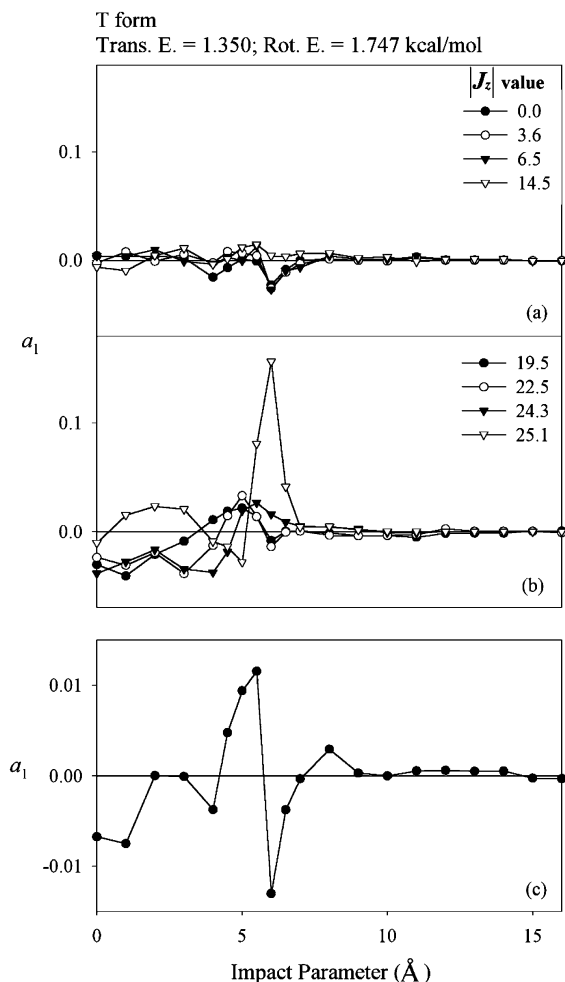 T form
Trans. E. = 1.350; Rot. E. = 1.747 kcal/mol
|Jz| value
0.0
3.6
6.5
14.5
0.1
0.0
(a)
a1
19.5
22.5
24.3
25.1
0.1
0.0
(b)
0.01
a1
0.00
-0.01
(c)
0 5 10 15
Impact Parameter (Å)